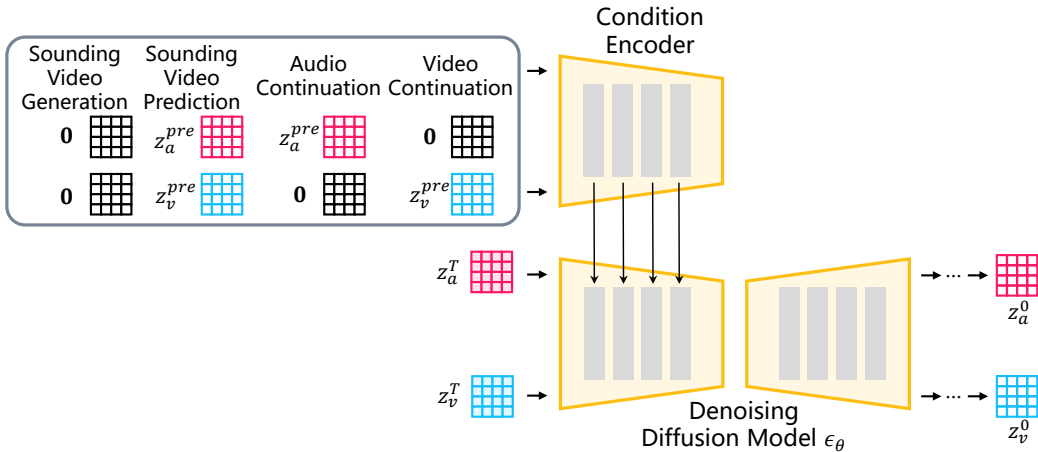 Condition
Encoder
Sounding
Video
Generation
Sounding
Video
Prediction
Audio
Continuation
Video
Continuation
0 z_a^{pre} z_a^{pre} 0
0 z_v^{pre} 0 z_v^{pre}
z_a^T
... z_a^0
z_v^T
... z_v^0
Denoising
Diffusion Model ϵ_θ